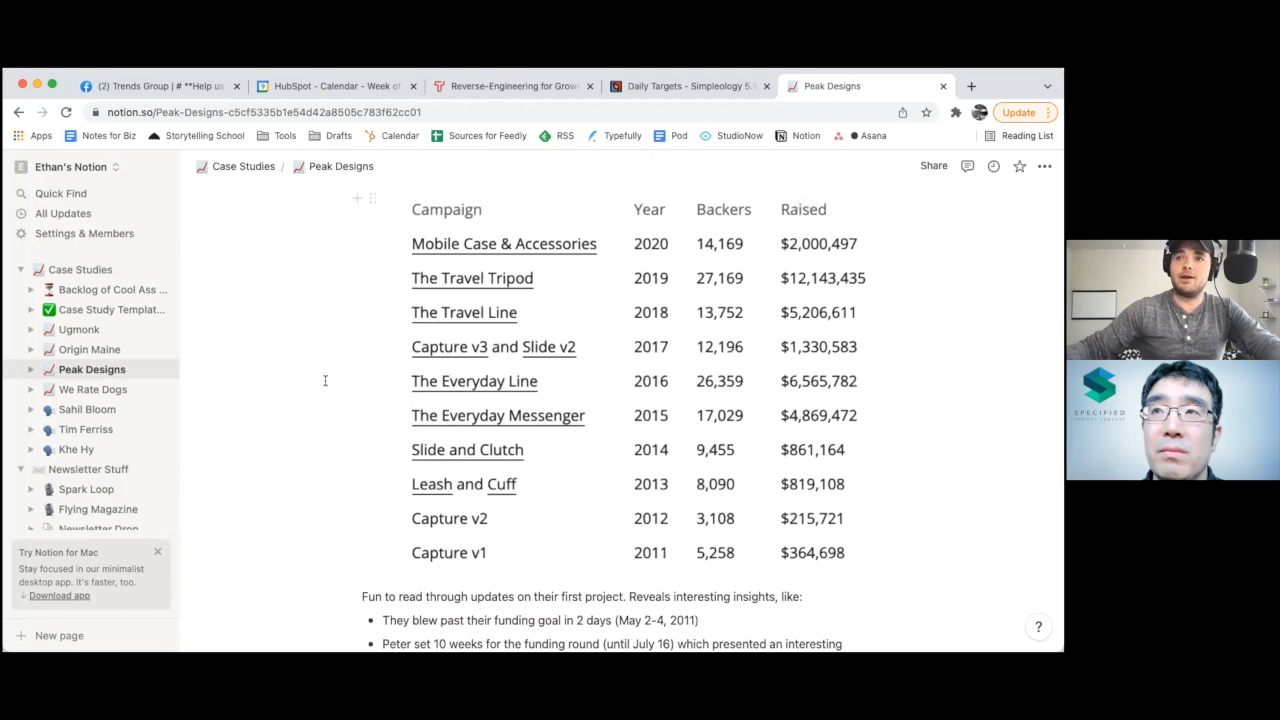 (2) Trends Group | # **Help us
HubSpot - Calendar - Week of
Reverse-Engineering for Grow
Daily Targets - Simpleology 5.
Peak Designs
notion.so/Peak-Designs-c5cf5335b1e54d42a8505c783f62cc01
Update
Apps
Notes for Biz
Storytelling School
Tools
Drafts
Calendar
Sources for Feedly
RSS
Typefully
Pod
StudioNow
Notion
Asana
Reading List
E Ethan's Notion
Case Studies / Peak Designs
Share
Quick Find
All Updates
Settings & Members
Case Studies
Backlog of Cool Ass ...
Case Study Templat...
Ugmonk
Origin Maine
Peak Designs
We Rate Dogs
Sahil Bloom
Tim Ferriss
Khe Hy
Newsletter Stuff
Spark Loop
Flying Magazine
Newsletter Drop
Try Notion for Mac
Stay focused in our minimalist
desktop app. It's faster, too.
Download app
New page
Campaign Year Backers Raised
Mobile Case & Accessories 2020 14,169 $2,000,497
The Travel Tripod 2019 27,169 $12,143,435
The Travel Line 2018 13,752 $5,206,611
Capture v3 and Slide v2 2017 12,196 $1,330,583
The Everyday Line 2016 26,359 $6,565,782
The Everyday Messenger 2015 17,029 $4,869,472
Slide and Clutch 2014 9,455 $861,164
Leash and Cuff 2013 8,090 $819,108
Capture v2 2012 3,108 $215,721
Capture v1 2011 5,258 $364,698
Fun to read through updates on their first project. Reveals interesting insights, like:
• They blew past their funding goal in 2 days (May 2-4, 2011)
• Peter set 10 weeks for the funding round (until July 16) which presented an interesting
?
SPECIFIED